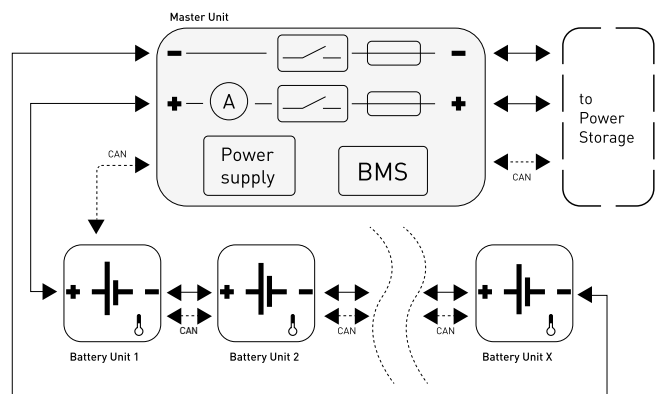 Master Unit
A
to
Power
Storage
CAN
Power
supply
BMS
CAN
CAN
CAN
CAN
Battery Unit 1
Battery Unit 2
Battery Unit X